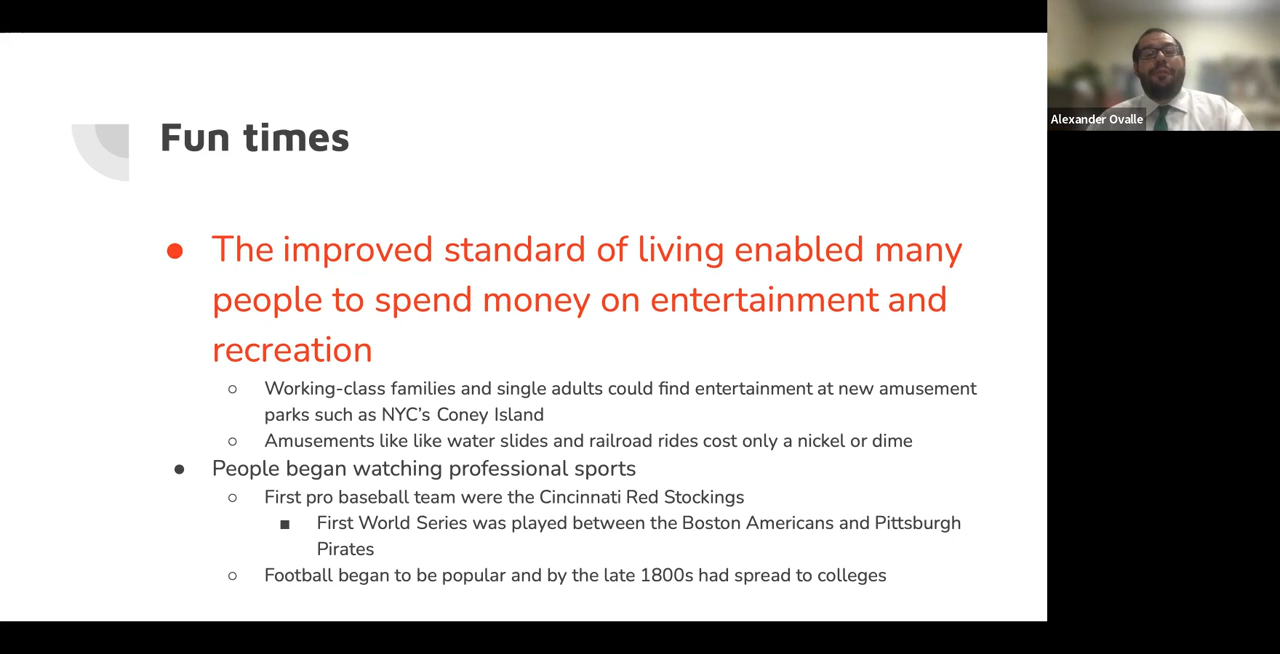 Fun times
● The improved standard of living enabled many
people to spend money on entertainment and
recreation
○ Working-class families and single adults could find entertainment at new amusement
parks such as NYC’s Coney Island
○ Amusements like like water slides and railroad rides cost only a nickel or dime
● People began watching professional sports
○ First pro baseball team were the Cincinnati Red Stockings
■ First World Series was played between the Boston Americans and Pittsburgh
Pirates
○ Football began to be popular and by the late 1800s had spread to colleges
Alexander Ovalle